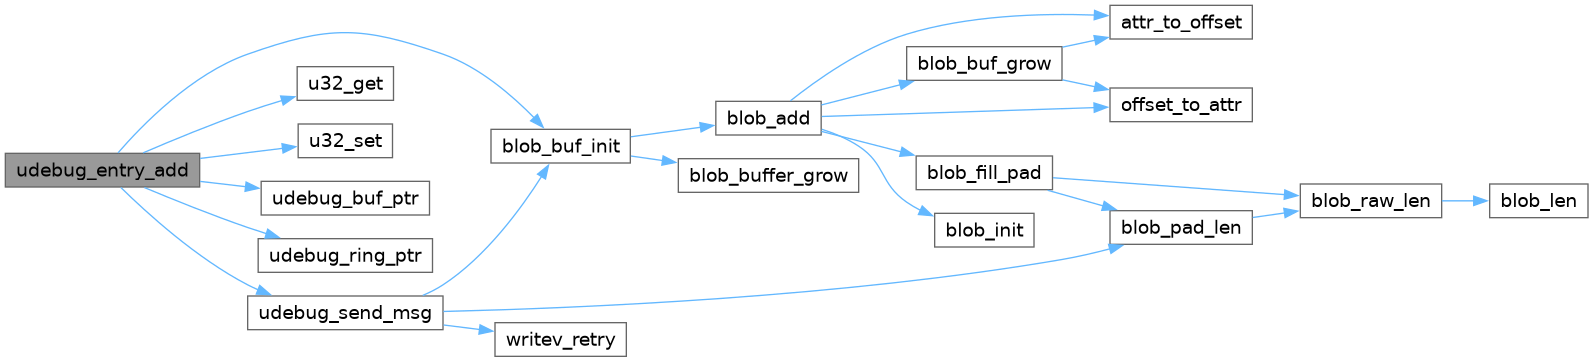 udebug_entry_add
u32_get
u32_set
udebug_buf_ptr
udebug_ring_ptr
udebug_send_msg
blob_buf_init
writev_retry
blob_add
blob_buffer_grow
blob_buf_grow
blob_fill_pad
blob_init
attr_to_offset
offset_to_attr
blob_pad_len
blob_raw_len
blob_len